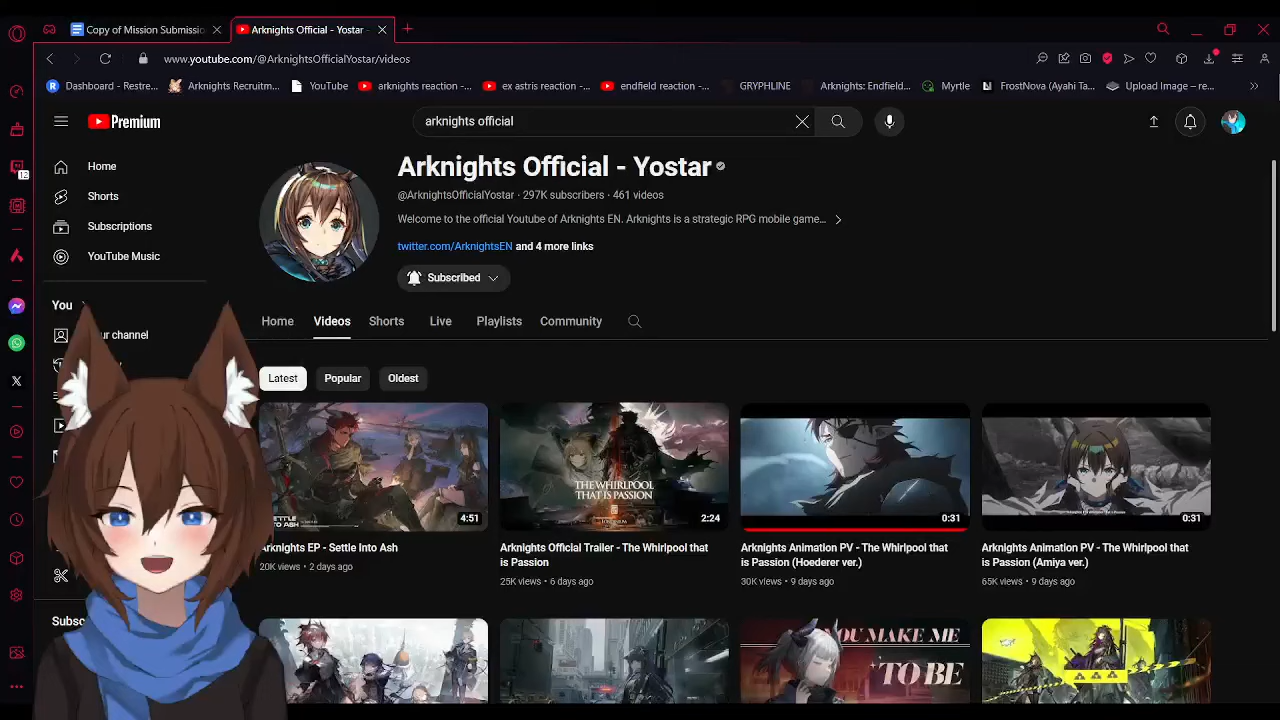 Copy of Mission Submissio
Arknights Official - Yostar -
www.youtube.com/@ArknightsOfficialYostar/videos
Dashboard - Restre...
Arknights Recruitm...
YouTube
arknights reaction -...
ex astris reaction -...
endfield reaction -...
GRYPHLINE
Arknights: Endfield...
Myrtle
FrostNova (Ayahi Ta...
Upload Image – re...
Premium
arknights official
12
Home
Shorts
Subscriptions
YouTube Music
You
ur channel
Subsc
Arknights Official - Yostar
@ArknightsOfficialYostar · 297K subscribers · 461 videos
Welcome to the official Youtube of Arknights EN. Arknights is a strategic RPG mobile game...
twitter.com/ArknightsEN and 4 more links
Subscribed
Home
Videos
Shorts
Live
Playlists
Community
Latest
Popular
Oldest
SETTLE
INTO ASH
4:51
THE WHIRLPOOL
THAT IS PASSION
2:24
0:31
0:31
Arknights EP - Settle Into Ash
20K views · 2 days ago
Arknights Official Trailer - The Whirlpool that
is Passion
25K views · 6 days ago
Arknights Animation PV - The Whirlpool that
is Passion (Hoederer ver.)
30K views · 9 days ago
Arknights Animation PV - The Whirlpool that
is Passion (Amiya ver.)
65K views · 9 days ago
YOU MAKE ME
TO BE